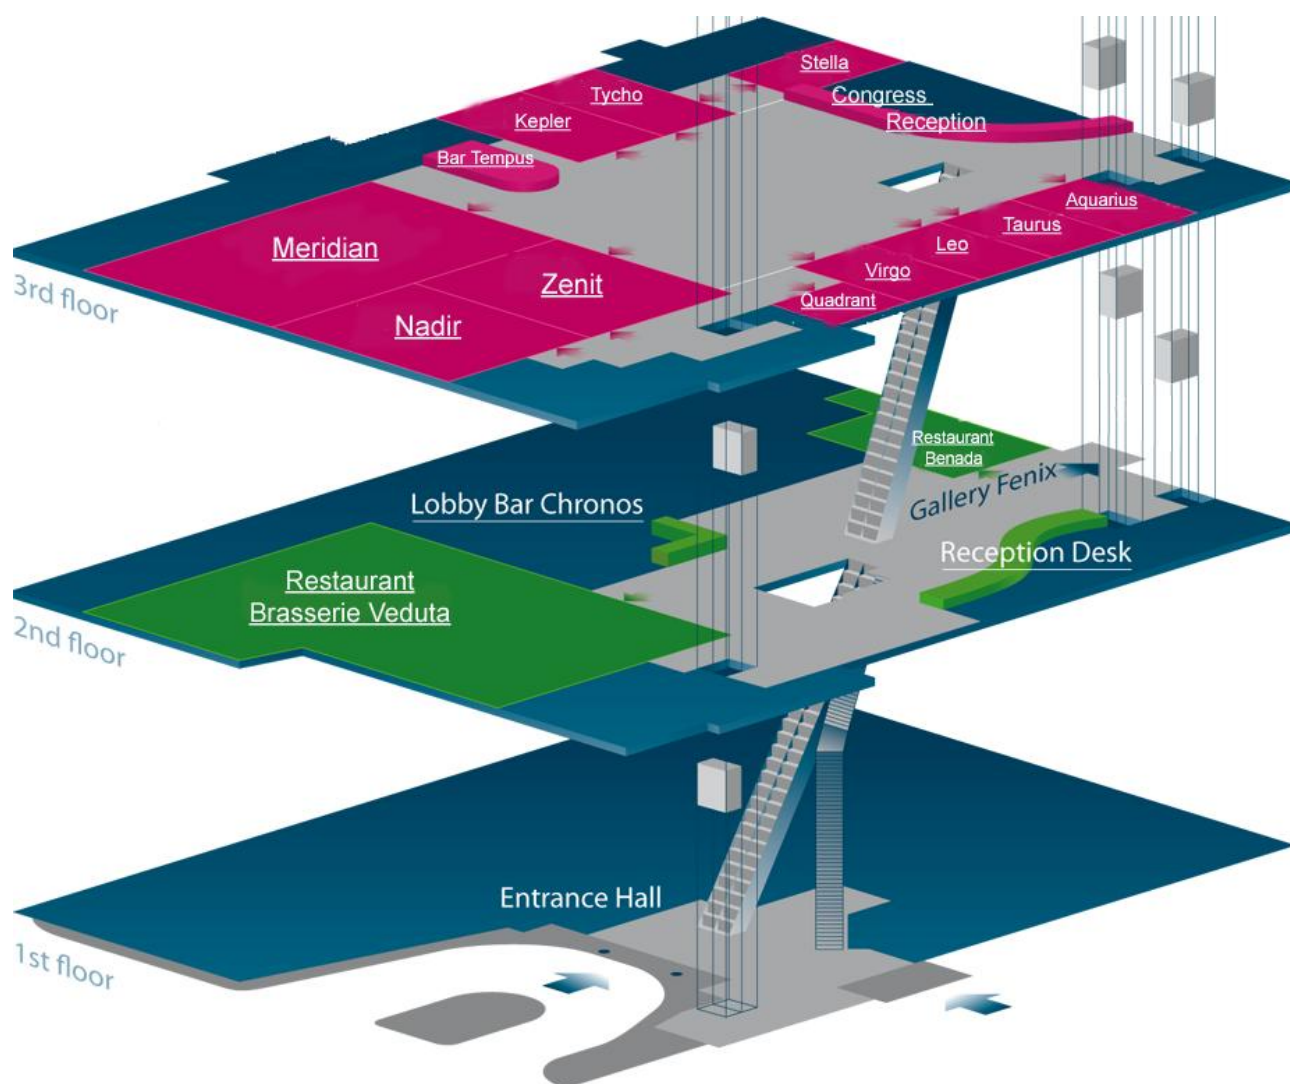 Stella
Congress
Reception
Tycho
Kepler
Bar Tempus
Aquarius
Taurus
Leo
Virgo
Quadrant
Meridian
Zenit
Nadir
3rd floor
Restaurant
Benada
Gallery Fenix
Lobby Bar Chronos
Reception Desk
Restaurant
Brasserie Veduta
2nd floor
Entrance Hall
1st floor